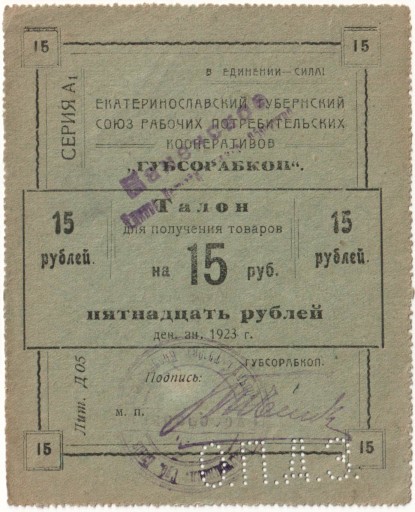 15 15
СЕРИЯ А1
В ЕДИНЕНИИ—СИЛА!
ЕКАТЕРИНОСЛАВСКИЙ ГУБЕРНСКИЙ
СОЮЗ РАБОЧИХ ПОТРЕБИТЕЛЬСКИХ
КООПЕРАТИВОВ
„ГУБСОРАБКОП".
Талон
для получения товаров
15 рублей.
на 15 руб.
15 рублей.
пятнадцать рублей
ден. зн. 1923 г.
Лит. Д 05
ГУБСОРАБКОП.
Подпись:
М. П.
15 15